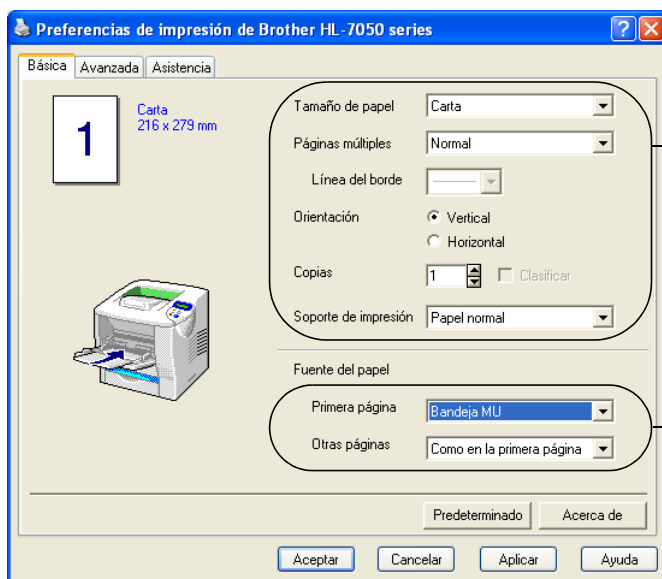 Preferencias de impresión de Brother HL-7050 series
Básica Avanzada Asistencia
1
Carta
216 x 279 mm
Tamaño de papel Carta
Páginas múltiples Normal
Línea del borde
Orientación Vertical
Horizontal
Copias 1 Clasificar
Soporte de impresión Papel normal
Fuente del papel
Primera página Bandeja MU
Otras páginas Como en la primera página
Predeterminado Acerca de
Aceptar Cancelar Aplicar Ayuda